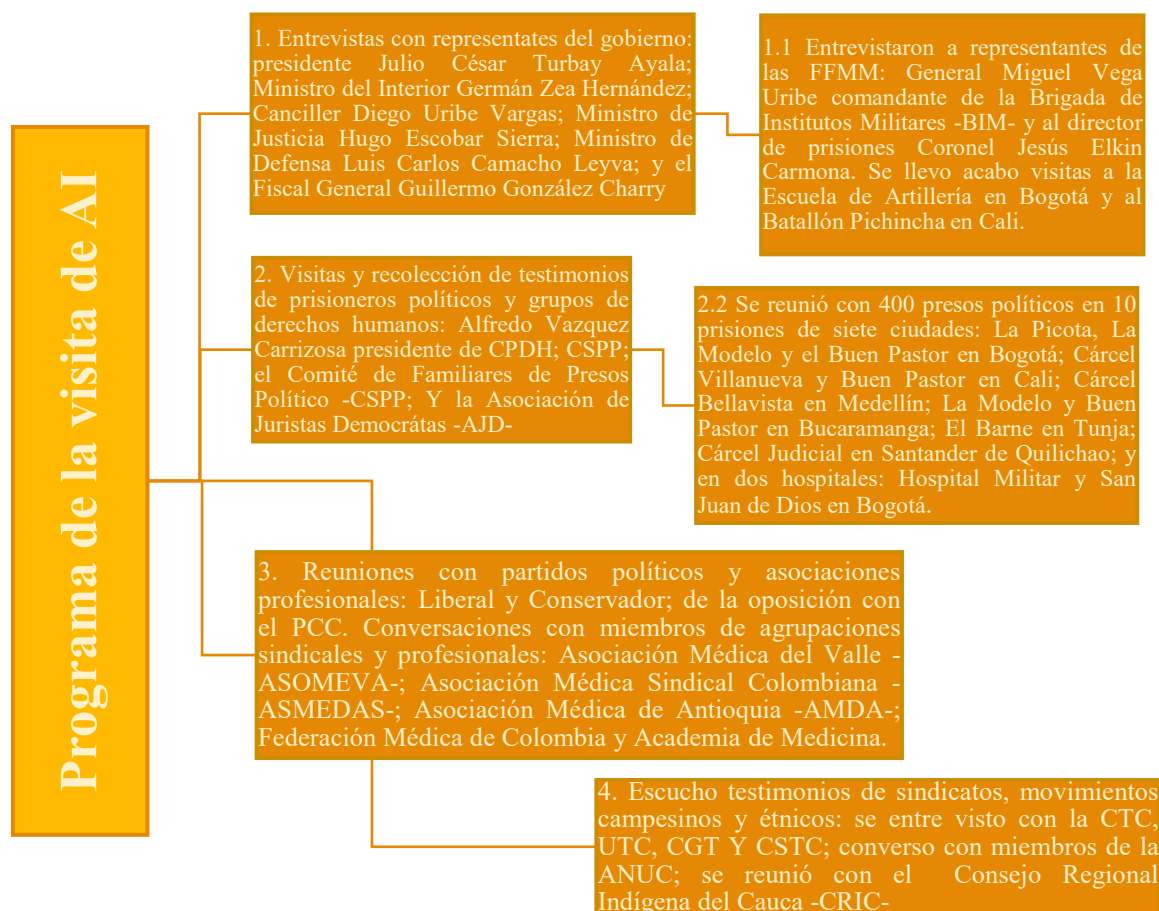 Programa de la visita de AI
1. Entrevistas con representates del gobierno:
presidente Julio César Turbay Ayala;
Ministro del Interior Germán Zea Hernández;
Canciller Diego Uribe Vargas; Ministro de
Justicia Hugo Escobar Sierra; Ministro de
Defensa Luis Carlos Camacho Leyva; y el
Fiscal General Guillermo González Charry
1.1 Entrevistaron a representantes de
las FFMM: General Miguel Vega
Uribe comandante de la Brigada de
Institutos Militares -BIM- y al director
de prisiones Coronel Jesús Elkin
Carmona. Se llevo acabo visitas a la
Escuela de Artillería en Bogotá y al
Batallón Pichincha en Cali.
2. Visitas y recolección de testimonios
de prisioneros políticos y grupos de
derechos humanos: Alfredo Vazquez
Carrizosa presidente de CPDH; CSPP;
el Comité de Familiares de Presos
Político -CSPP; Y la Asociación de
Juristas Democrátas -AJD-
2.2 Se reunió con 400 presos políticos en 10
prisiones de siete ciudades: La Picota, La
Modelo y el Buen Pastor en Bogotá; Cárcel
Villanueva y Buen Pastor en Cali; Cárcel
Bellavista en Medellín; La Modelo y Buen
Pastor en Bucaramanga; El Barne en Tunja;
Cárcel Judicial en Santander de Quilichao; y
en dos hospitales: Hospital Militar y San
Juan de Dios en Bogotá.
3. Reuniones con partidos políticos y asociaciones
profesionales: Liberal y Conservador; de la oposición con
el PCC. Conversaciones con miembros de agrupaciones
sindicales y profesionales: Asociación Médica del Valle -
ASOMEVA-; Asociación Médica Sindical Colombiana -
ASMEDAS-; Asociación Médica de Antioquia -AMDA-;
Federación Médica de Colombia y Academia de Medicina.
4. Escucho testimonios de sindicatos, movimientos
campesinos y étnicos: se entre visto con la CTC,
UTC, CGT Y CSTC; converso con miembros de la
ANUC; se reunió con el Consejo Regional
Indígena del Cauca -CRIC-